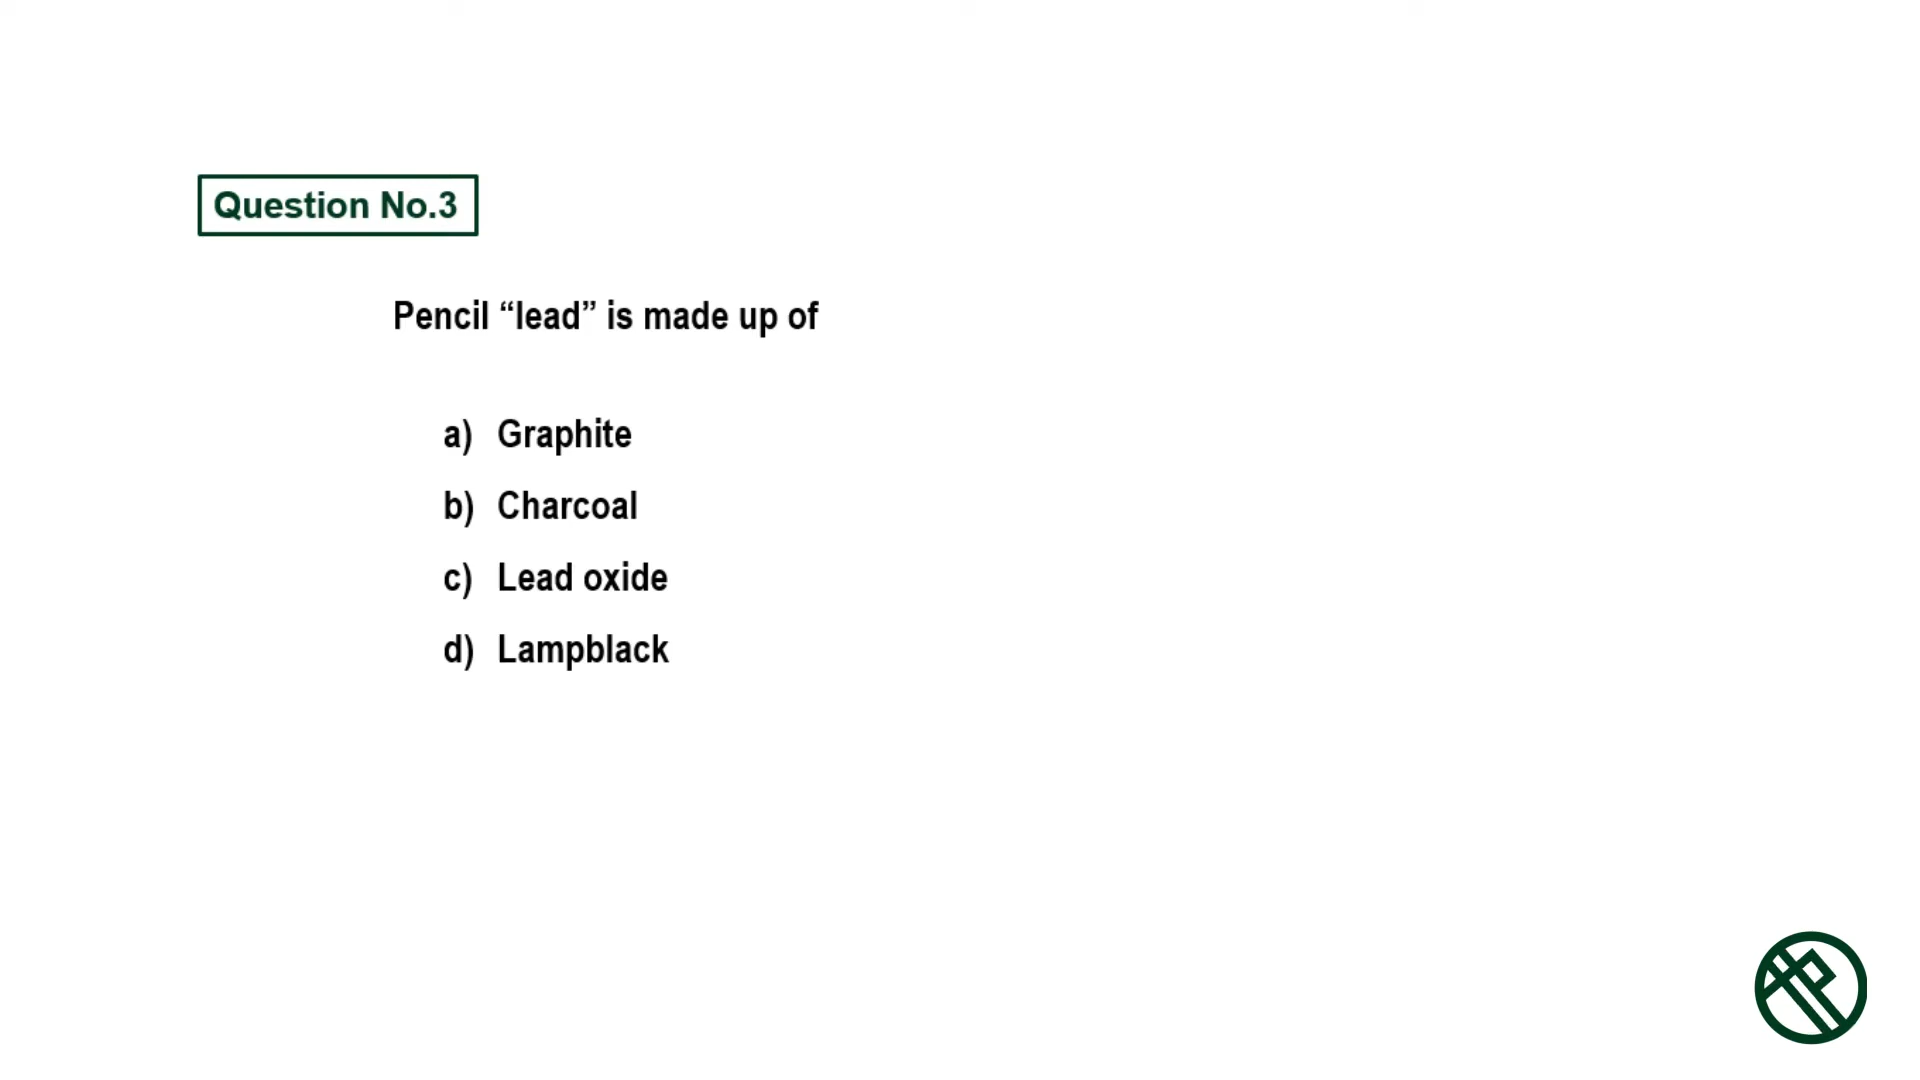 Question No.3
Pencil “lead” is made up of
a) Graphite
b) Charcoal
c) Lead oxide
d) Lampblack